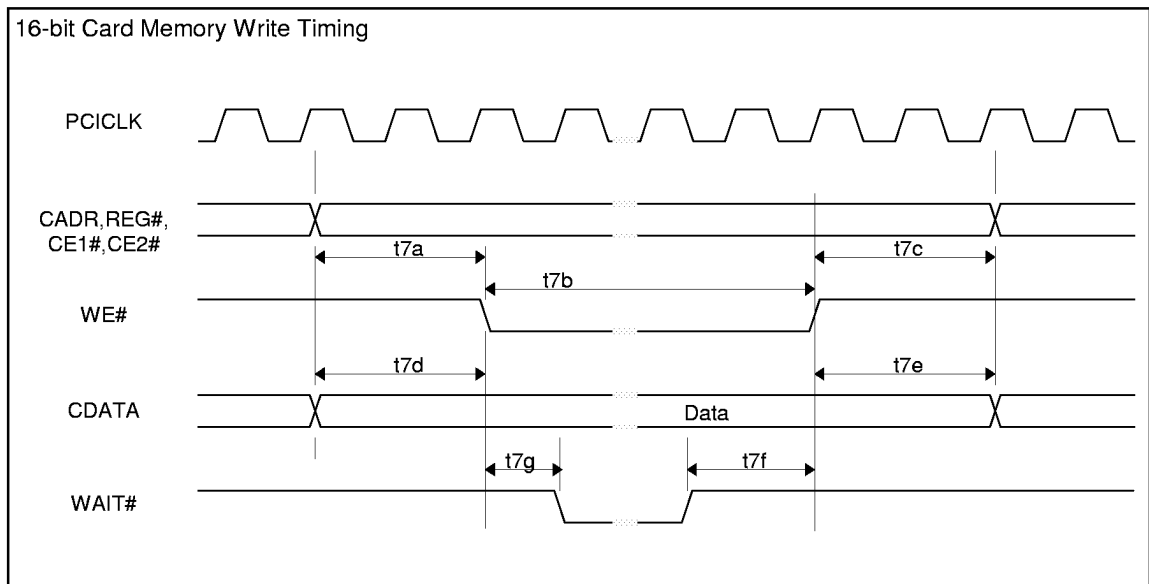 16-bit Card Memory Write Timing
PCICLK
CADR,REG#,
CE1#,CE2#
t7a
t7c
t7b
WE#
t7d
t7e
CDATA
Data
t7g
t7f
WAIT#